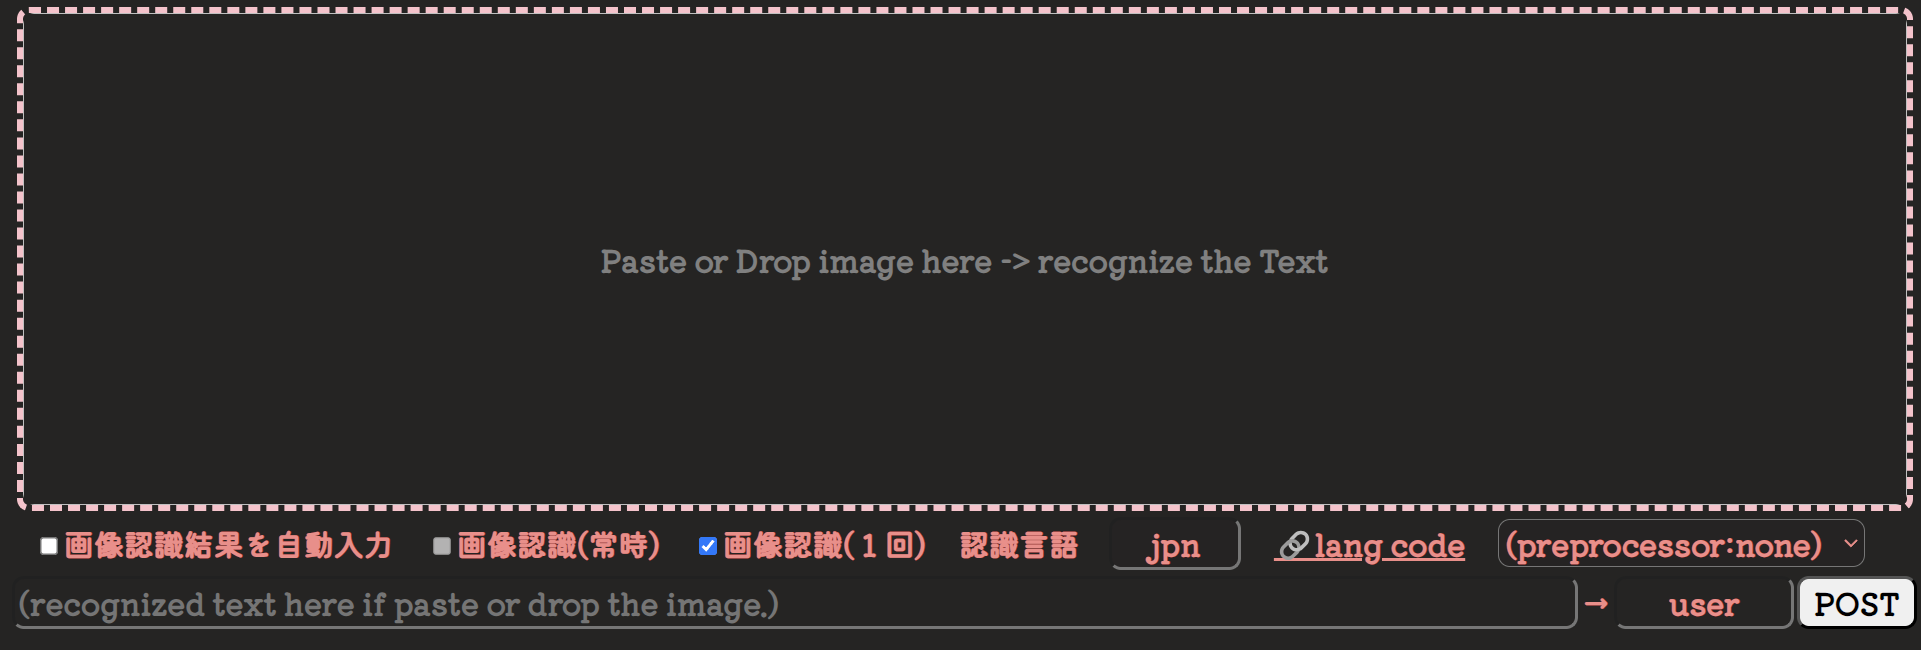 Paste or Drop image here -> recognize the Text
画像認識結果を自動入力 画像認識(常時) 画像認識(１回) 認識言語 jpn 🔗lang code (preprocessor:none)
(recognized text here if paste or drop the image.) → user POST